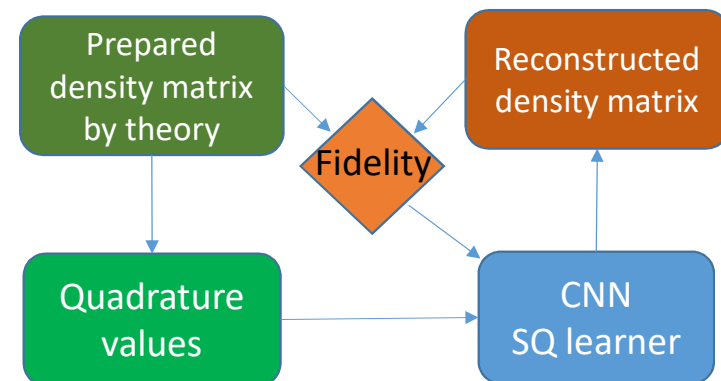 Prepared
density matrix
by theory
Reconstructed
density matrix
Fidelity
Quadrature
values
CNN
SQ learner